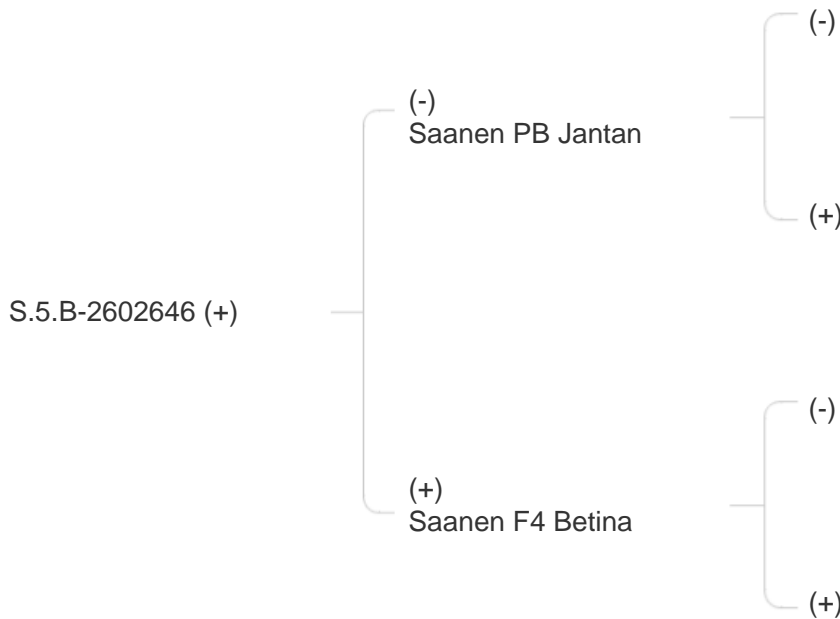 (-)
(-)
Saanen PB Jantan
(+)
S.5.B-2602646 (+)
(-)
(+)
Saanen F4 Betina
(+)